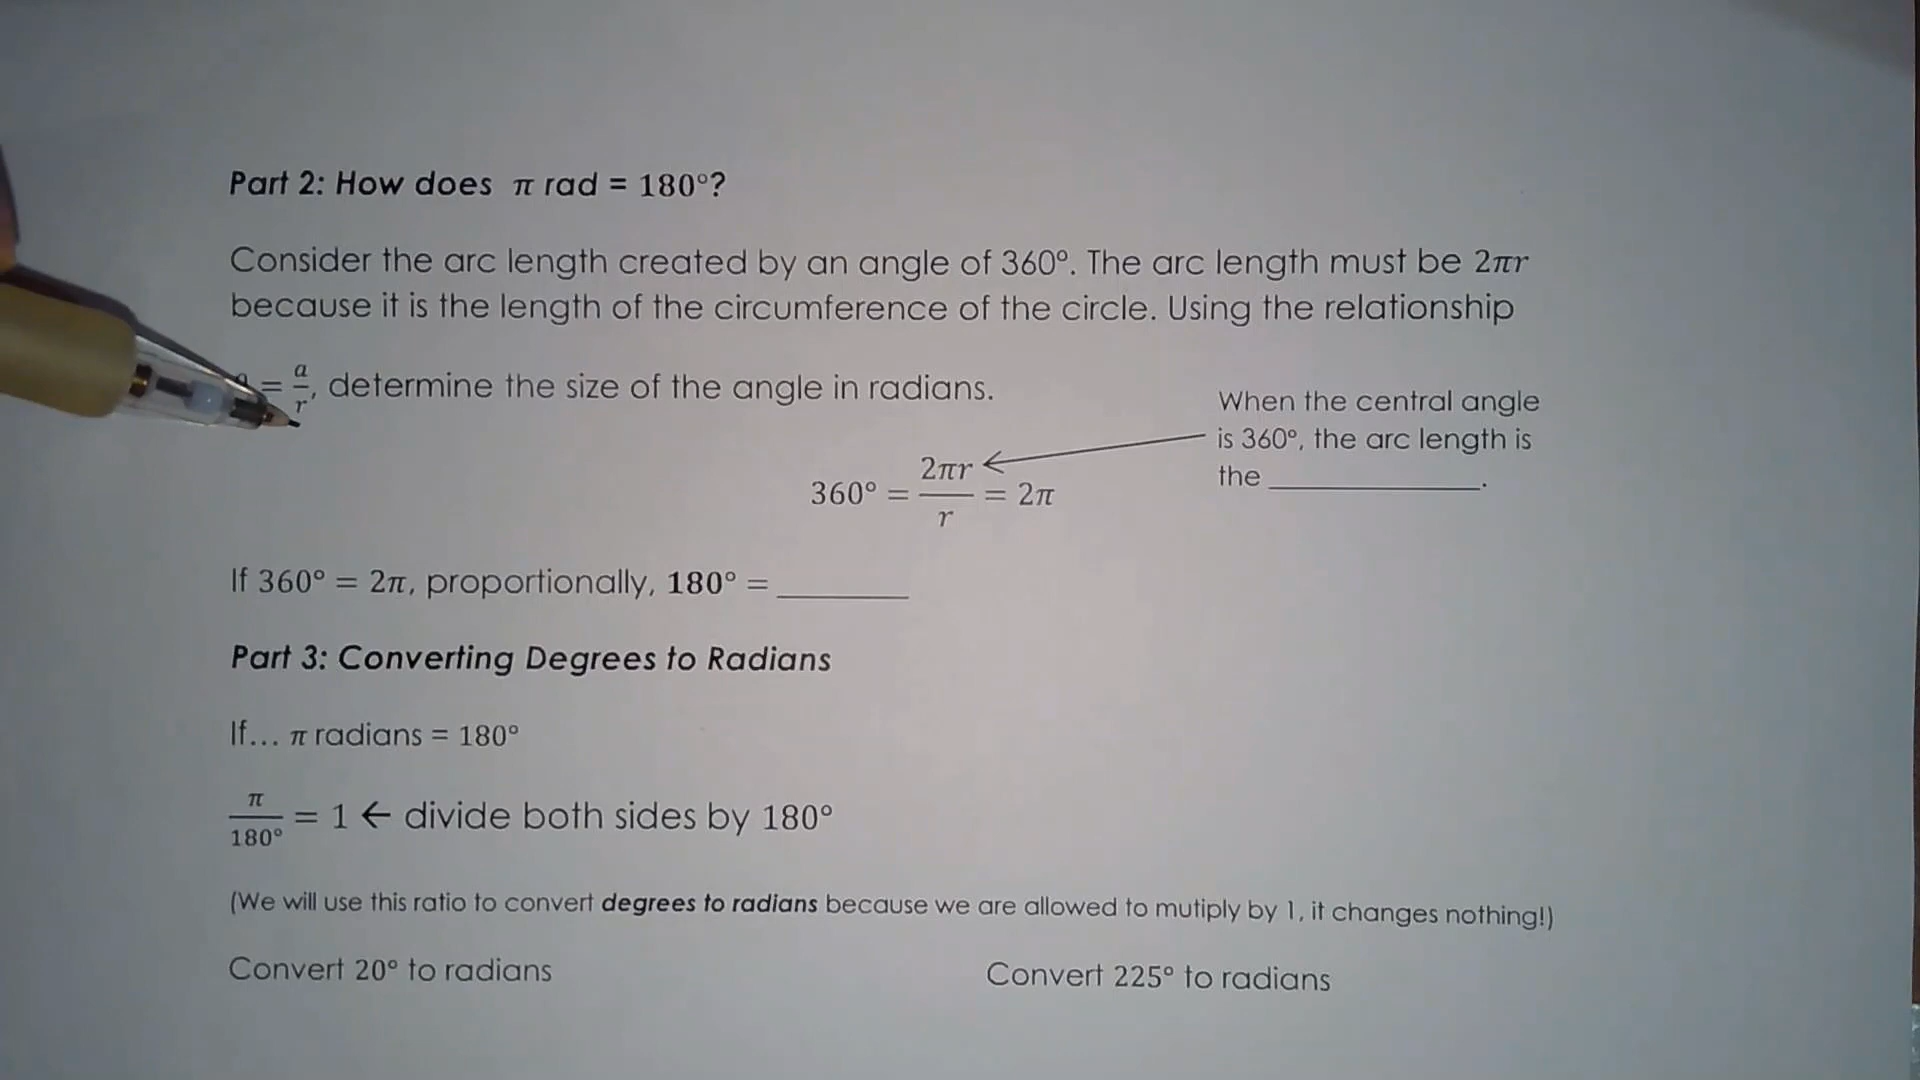 Part 2: How does π rad = 180°?
Consider the arc length created by an angle of 360°. The arc length must be 2πr
because it is the length of the circumference of the circle. Using the relationship
= a/r, determine the size of the angle in radians.
When the central angle
is 360°, the arc length is
the ______________.
360° = 2πr/r = 2π
If 360° = 2π, proportionally, 180° = ________
Part 3: Converting Degrees to Radians
If... π radians = 180°
π/180° = 1 ← divide both sides by 180°
(We will use this ratio to convert degrees to radians because we are allowed to mutiply by 1, it changes nothing!)
Convert 20° to radians
Convert 225° to radians